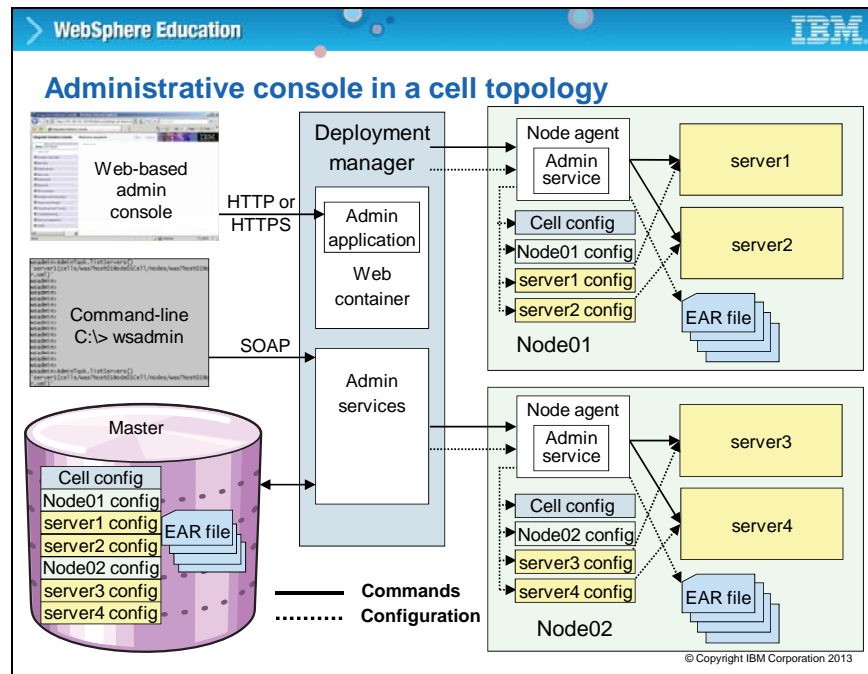 WebSphere Education
IBM
Administrative console in a cell topology
Web-based
admin
console
HTTP or
HTTPS
Command-line
C:\> wsadmin
SOAP
Deployment
manager
Admin
application
Web
container
Admin
services
Master
Cell config
Node01 config
server1 config
server2 config
Node02 config
server3 config
server4 config
EAR file
Node agent
Admin
service
Cell config
Node01 config
server1 config
server2 config
server1
server2
EAR file
Node01
Node agent
Admin
service
Cell config
Node02 config
server3 config
server4 config
server3
server4
EAR file
Node02
Commands
Configuration
© Copyright IBM Corporation 2013